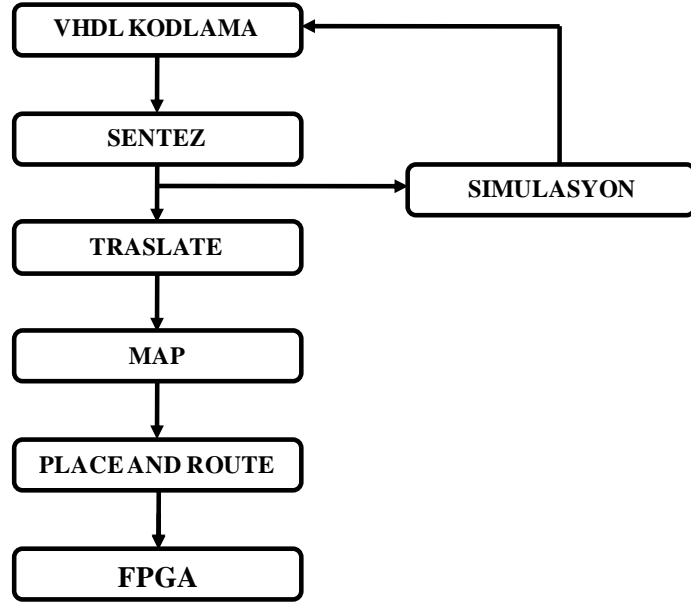 VHDL KODLAMA
SENTEZ
SIMULASYON
TRASLATE
MAP
PLACE AND ROUTE
FPGA